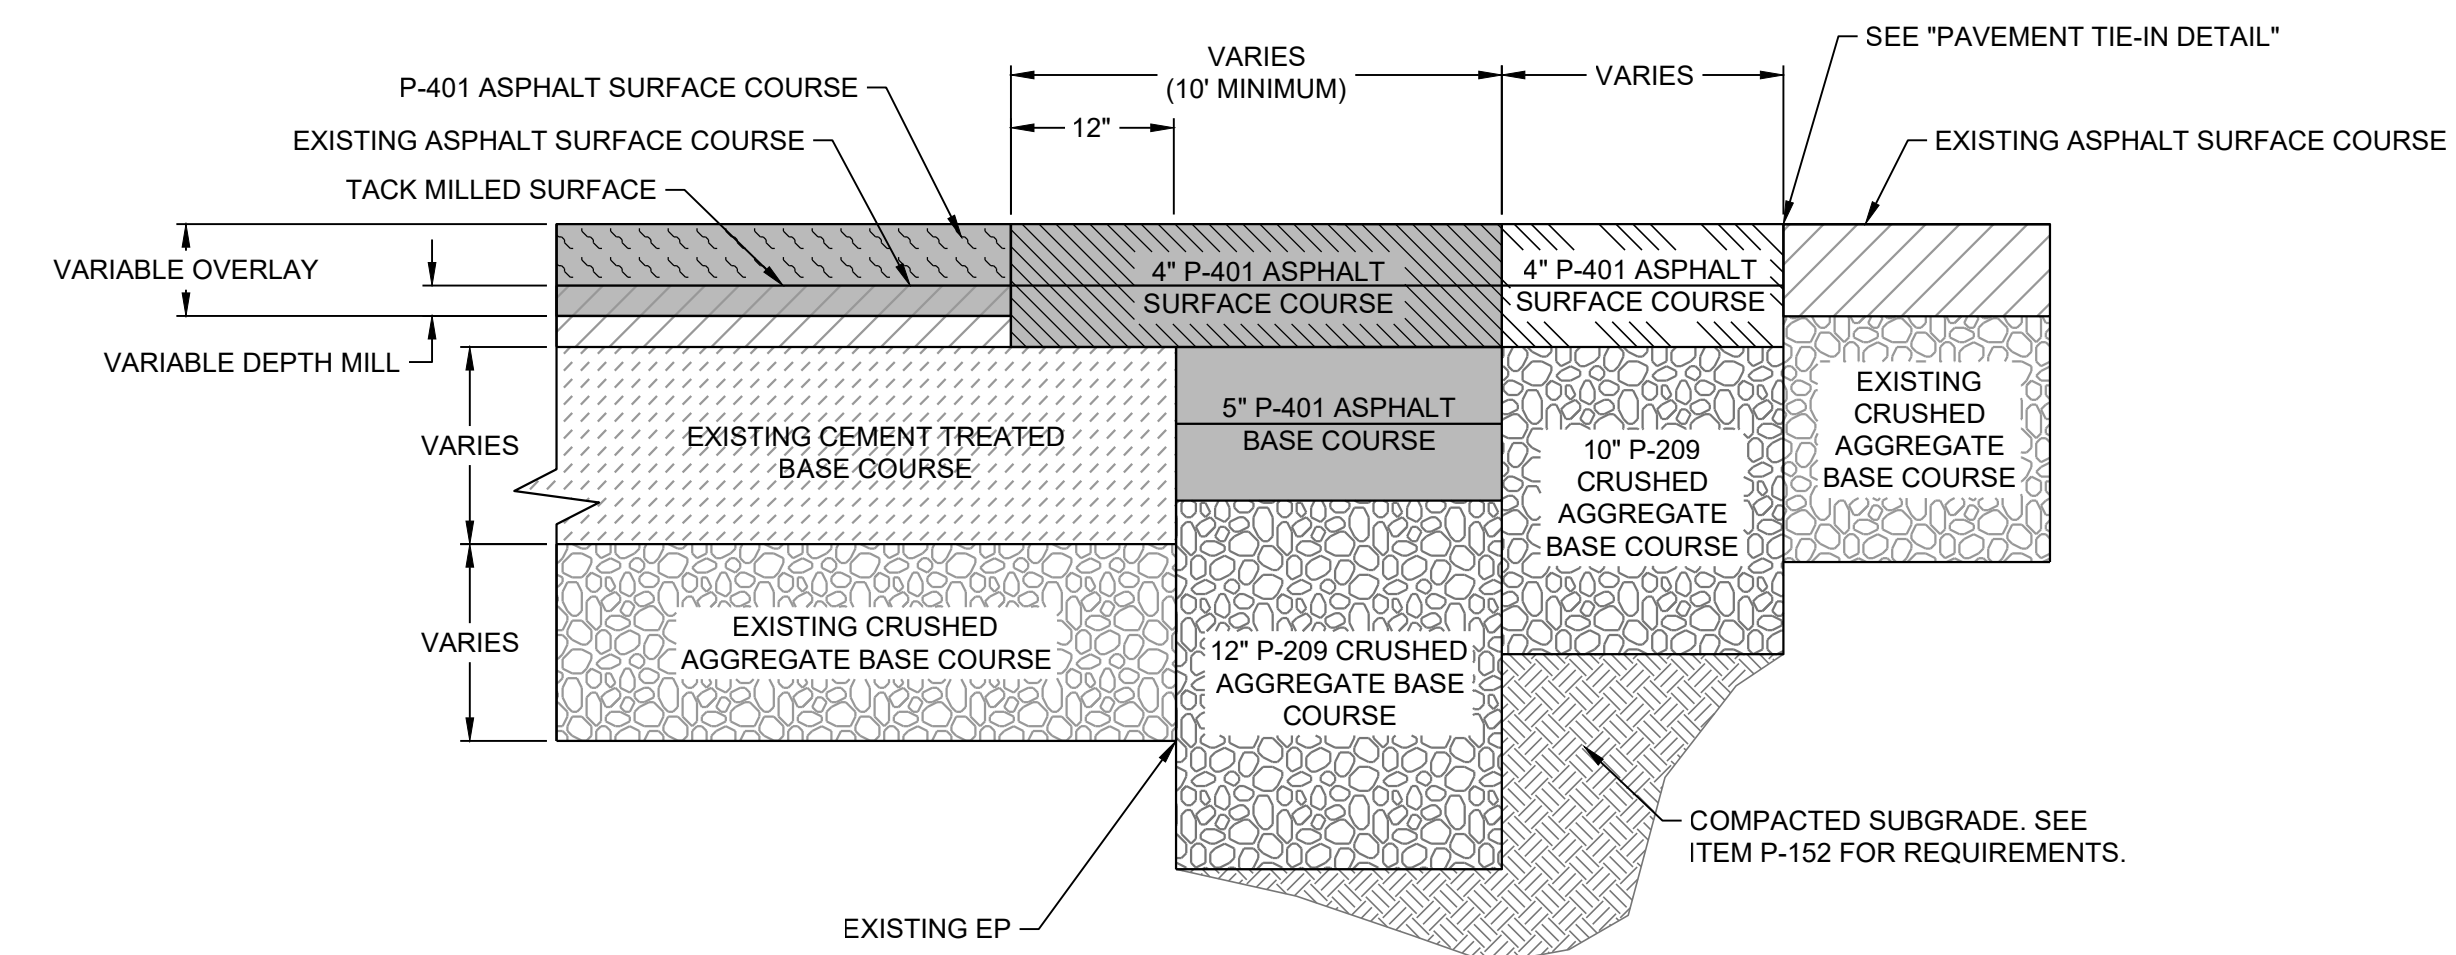 SEE "PAVEMENT TIE-IN DETAIL"
VARIES
(10' MINIMUM)
VARIES
P-401 ASPHALT SURFACE COURSE
12"
EXISTING ASPHALT SURFACE COURSE
EXISTING ASPHALT SURFACE COURSE
TACK MILLED SURFACE
VARIABLE OVERLAY
4" P-401 ASPHALT
SURFACE COURSE
4" P-401 ASPHALT
SURFACE COURSE
VARIABLE DEPTH MILL
EXISTING
CRUSHED
AGGREGATE
BASE COURSE
5" P-401 ASPHALT
BASE COURSE
VARIES
EXISTING CEMENT TREATED
BASE COURSE
10" P-209
CRUSHED
AGGREGATE
BASE COURSE
VARIES
EXISTING CRUSHED
AGGREGATE BASE COURSE
12" P-209 CRUSHED
AGGREGATE BASE
COURSE
COMPACTED SUBGRADE. SEE
ITEM P-152 FOR REQUIREMENTS.
EXISTING EP